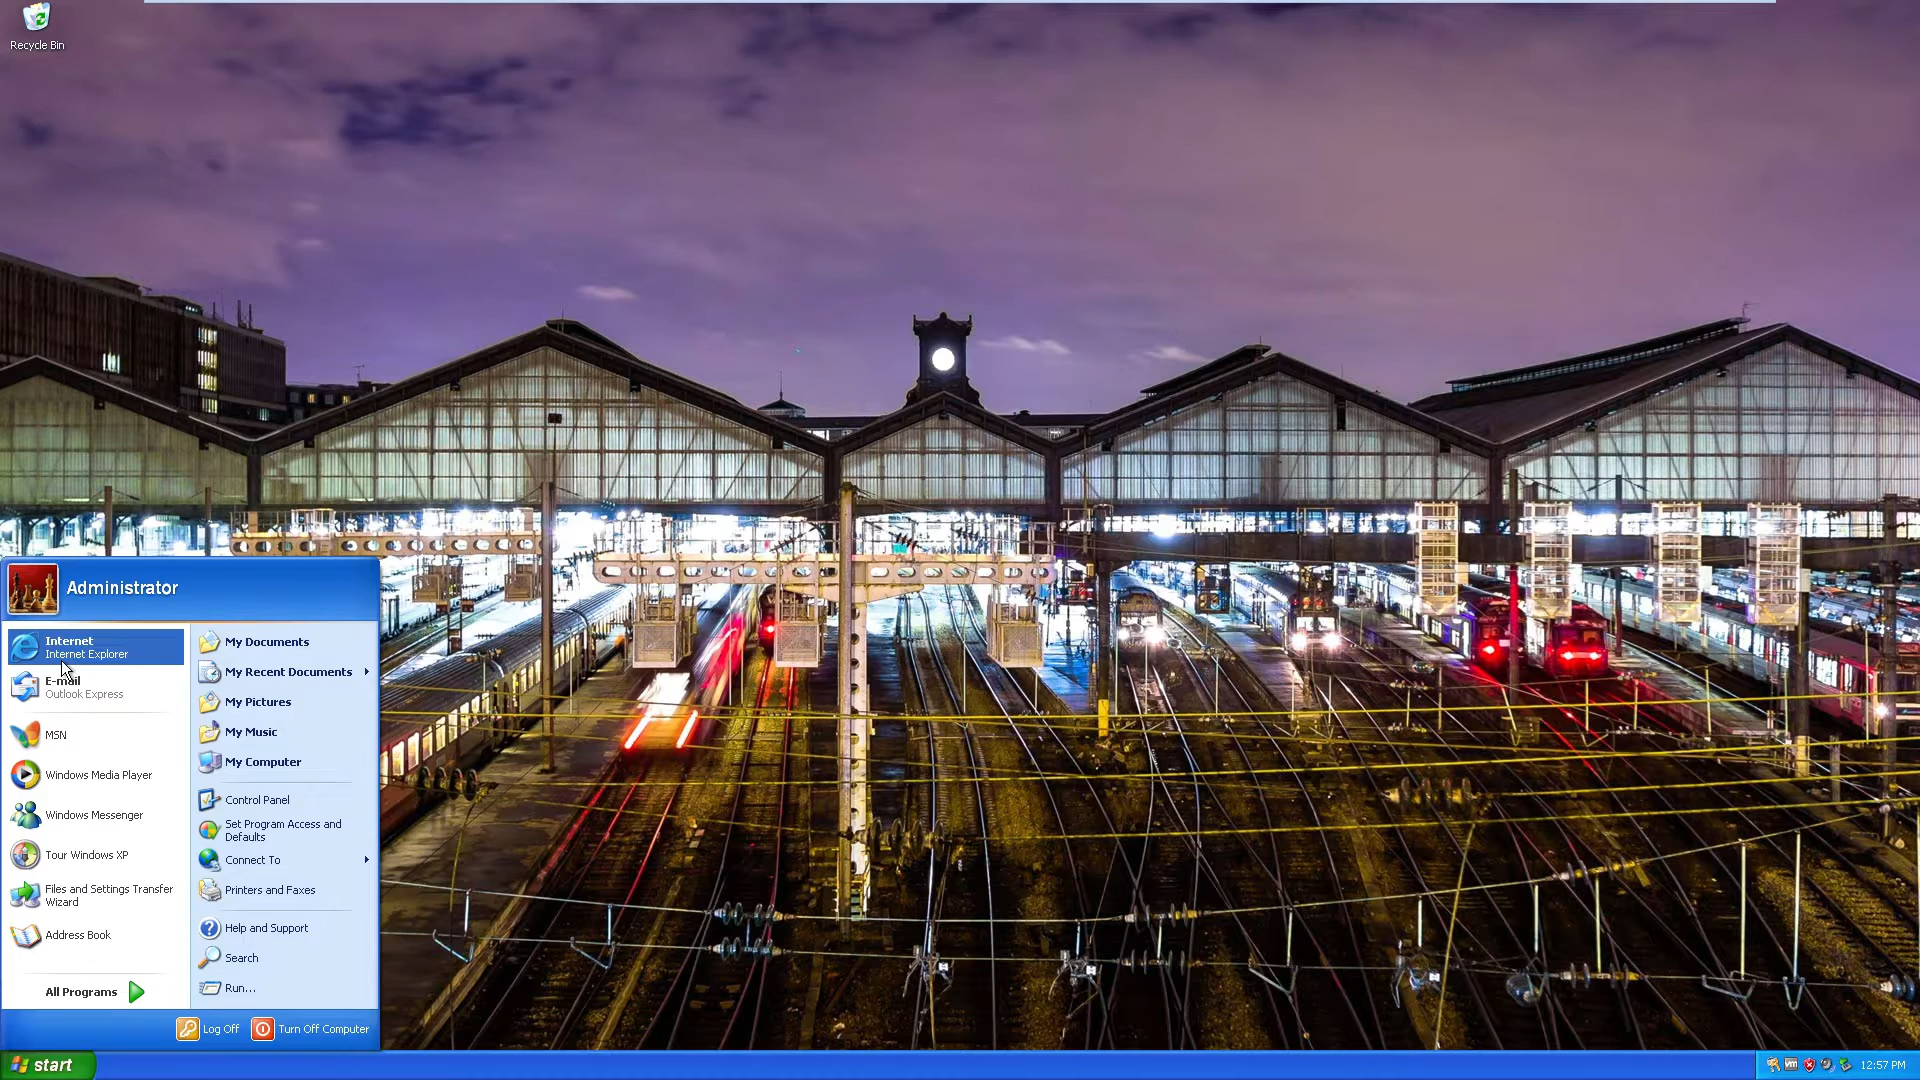 Recycle Bin
Administrator
Internet
Internet Explorer
E-mail
Outlook Express
MSN
Windows Media Player
Windows Messenger
Tour Windows XP
Files and Settings Transfer
Wizard
Address Book
All Programs
My Documents
My Recent Documents
My Pictures
My Music
My Computer
Control Panel
Set Program Access and
Defaults
Connect To
Printers and Faxes
Help and Support
Search
Run...
Log Off
Turn Off Computer
start
vm
12:57 PM